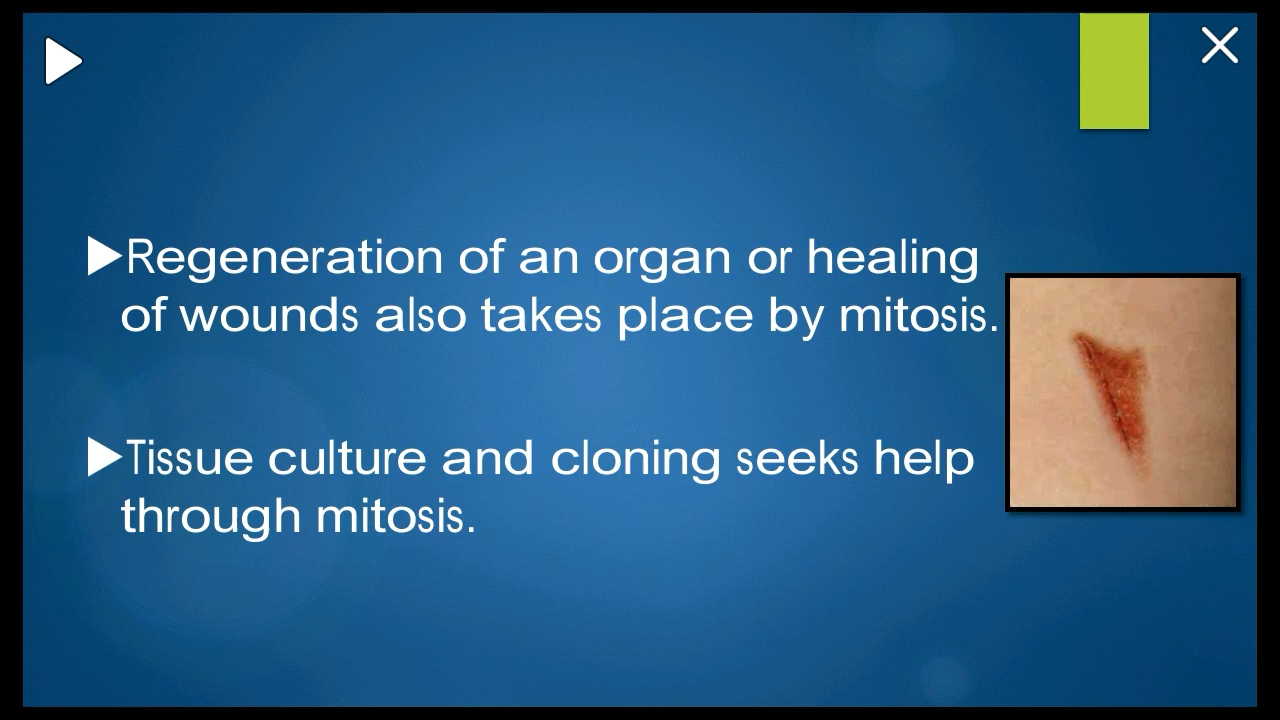 Regeneration of an organ or healing
of wounds also takes place by mitosis.
Tissue culture and cloning seeks help
through mitosis.